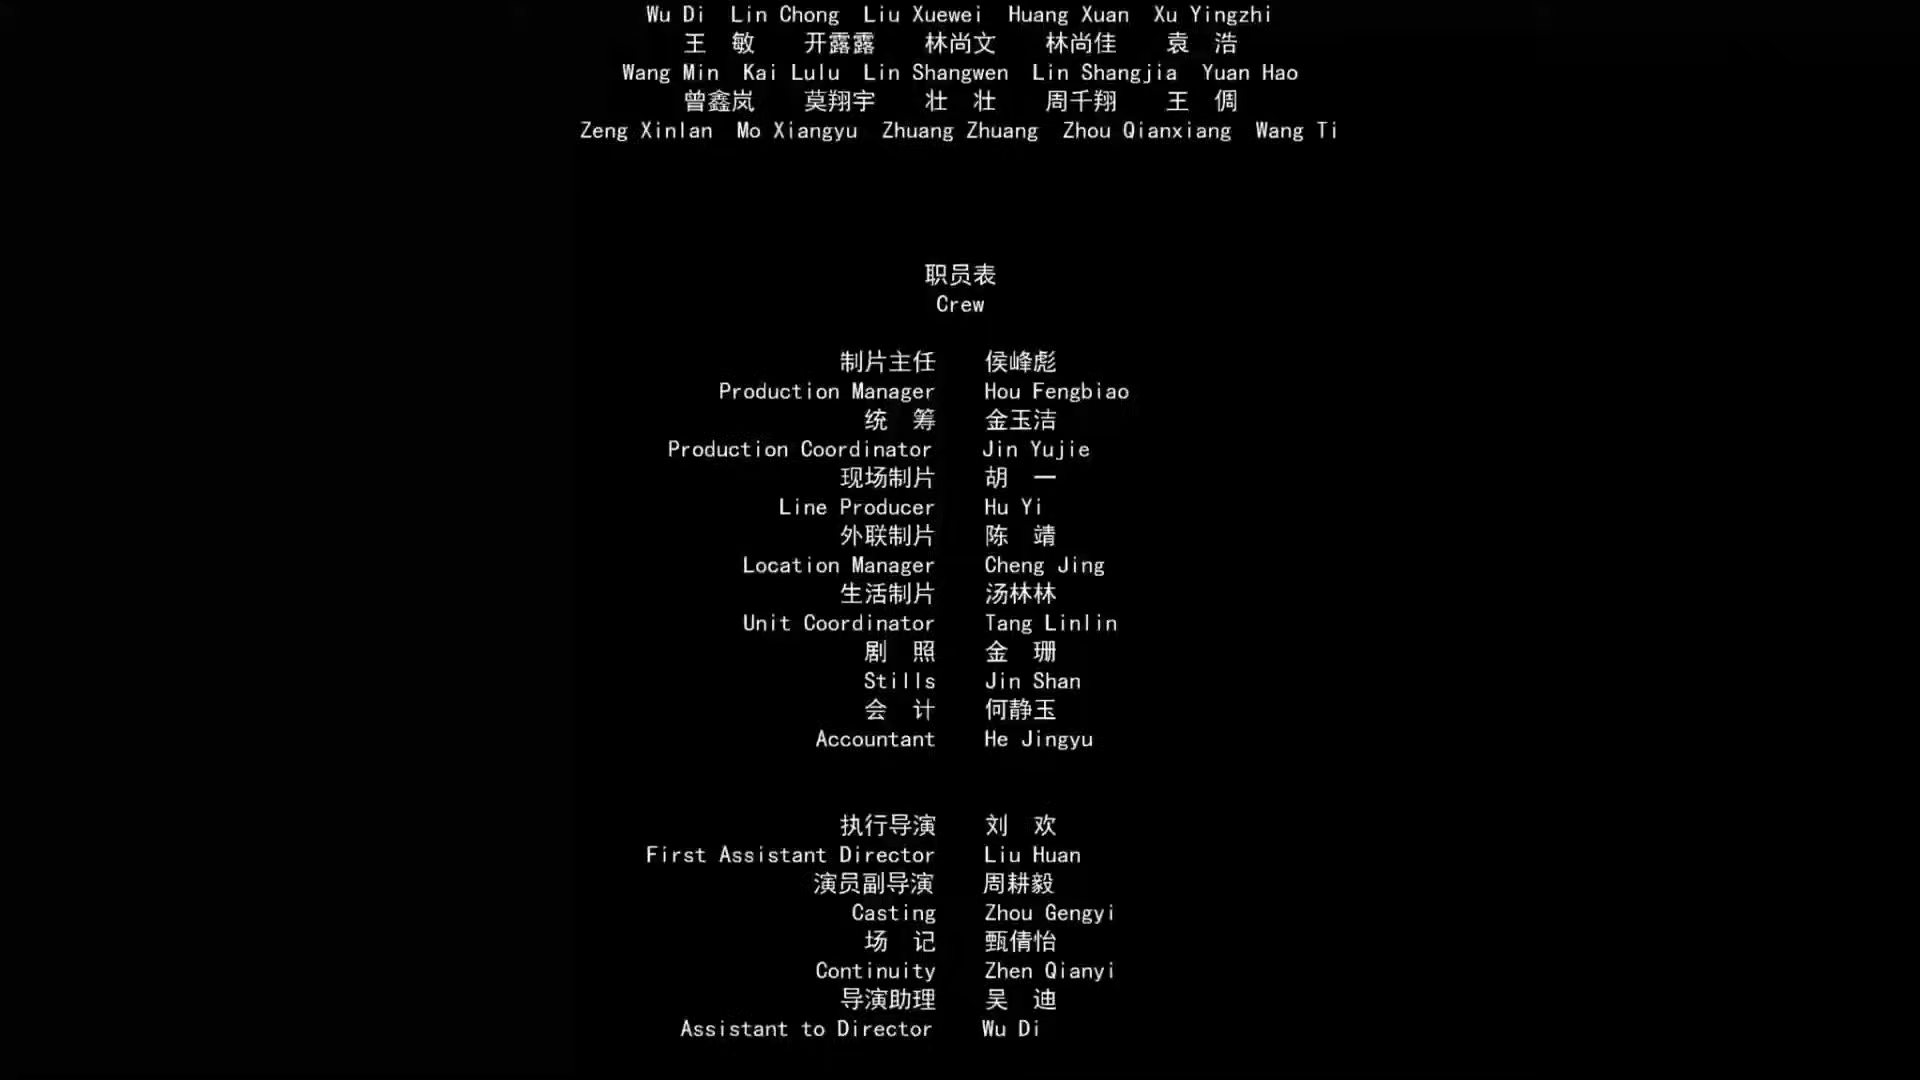 Wu Di Lin Chong Liu Xuewei Huang Xuan Xu Yingzhi
王 敏 开露露 林尚文 林尚佳 袁 浩
Wang Min Kai Lulu Lin Shangwen Lin Shangjia Yuan Hao
曾鑫岚 莫翔宇 壮 壮 周千翔 王 倜
Zeng Xinlan Mo Xiangyu Zhuang Zhuang Zhou Qianxiang Wang Ti
职员表
Crew
制片主任 侯峰彪
Production Manager Hou Fengbiao
统 筹 金玉洁
Production Coordinator Jin Yujie
现场制片 胡 一
Line Producer Hu Yi
外联制片 陈 靖
Location Manager Cheng Jing
生活制片 汤林林
Unit Coordinator Tang Linlin
剧 照 金 珊
Stills Jin Shan
会 计 何静玉
Accountant He Jingyu
执行导演 刘 欢
First Assistant Director Liu Huan
演员副导演 周耕毅
Casting Zhou Gengyi
场 记 甄倩怡
Continuity Zhen Qianyi
导演助理 吴 迪
Assistant to Director Wu Di